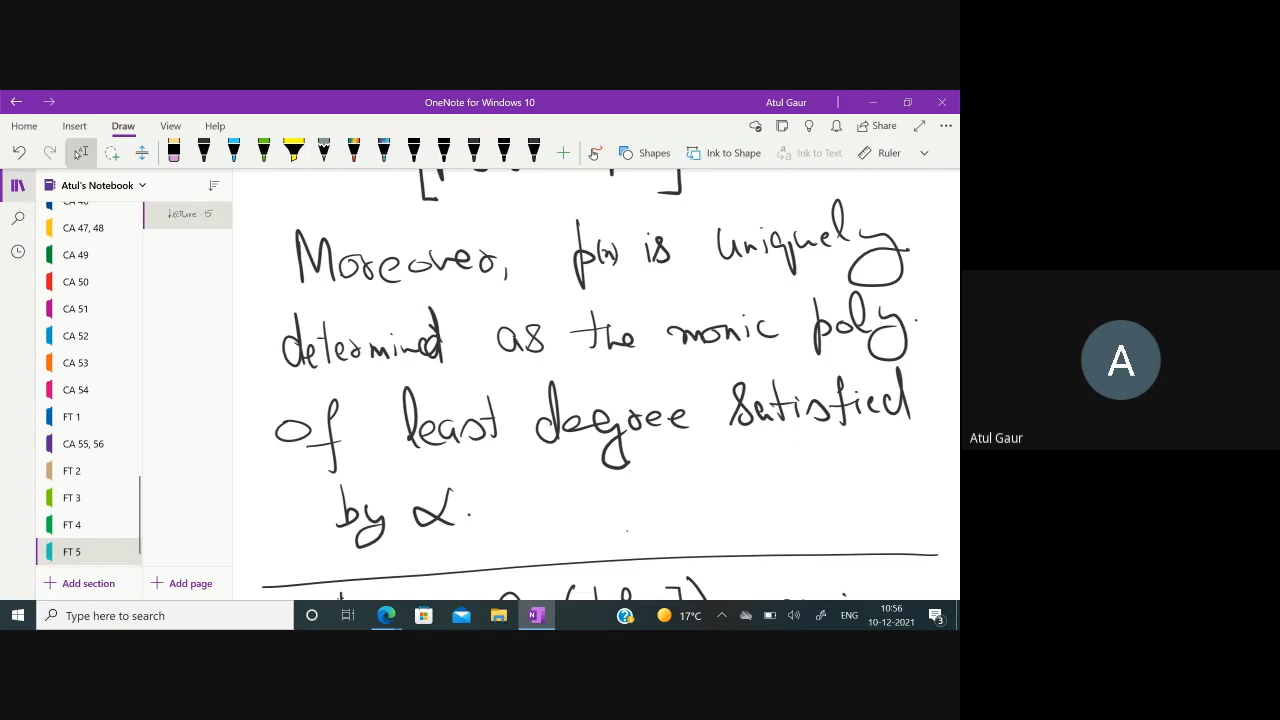 OneNote for Windows 10
Atul Gaur
Home Insert Draw View Help
Share
Shapes
Ink to Shape
Ink to Text
Ruler
Atul's Notebook
Lecture - 5
CA 47, 48
CA 49
CA 50
CA 51
CA 52
CA 53
CA 54
FT 1
CA 55, 56
FT 2
FT 3
FT 4
FT 5
Add section
Add page
Moreover, p(x) is uniquely
determined as the monic poly.
of least degree satisfied
by α.
A
Atul Gaur
Type here to search
17°C
ENG
10:56
10-12-2021
3